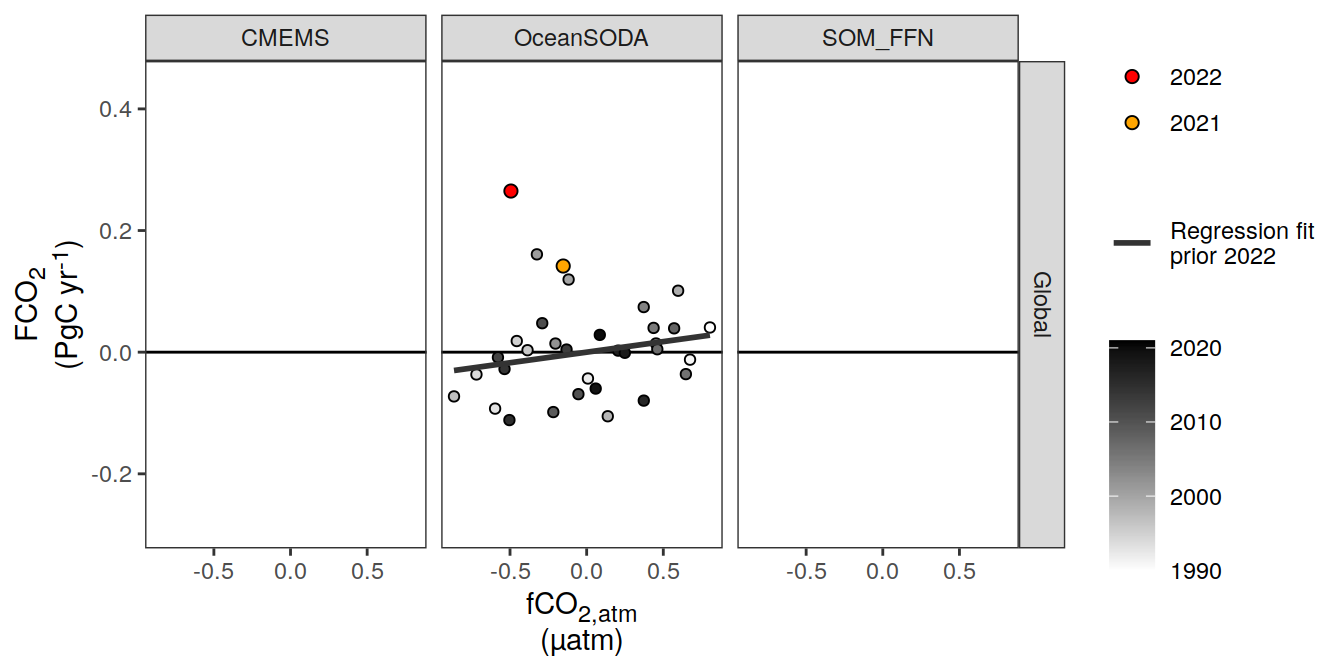 CMEMS OceanSODA SOM_FFN
0.4
0.2
0.0
-0.2
FCO2
(PgC yr-1)
-0.5 0.0 0.5 -0.5 0.0 0.5 -0.5 0.0 0.5
fCO2,atm
(µatm)
Global
2022
2021
Regression fit
prior 2022
2020
2010
2000
1990